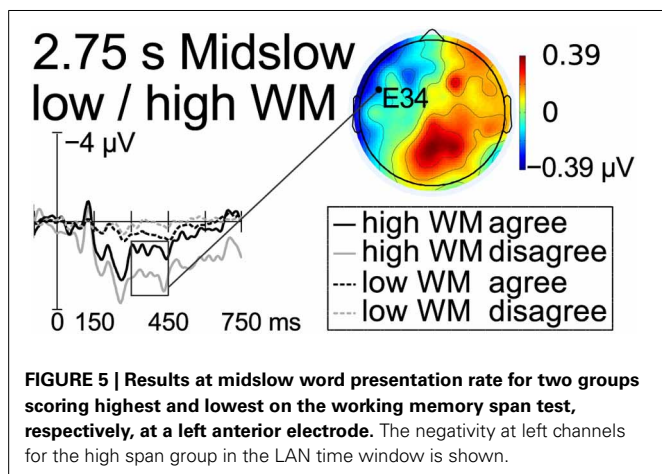 2.75 s Midslow
low / high WM
−4 µV
0 150 450 750 ms
E34
0.39
0
−0.39 µV
high WM agree
high WM disagree
low WM agree
low WM disagree
FIGURE 5 | Results at midslow word presentation rate for two groups
scoring highest and lowest on the working memory span test,
respectively, at a left anterior electrode. The negativity at left channels
for the high span group in the LAN time window is shown.